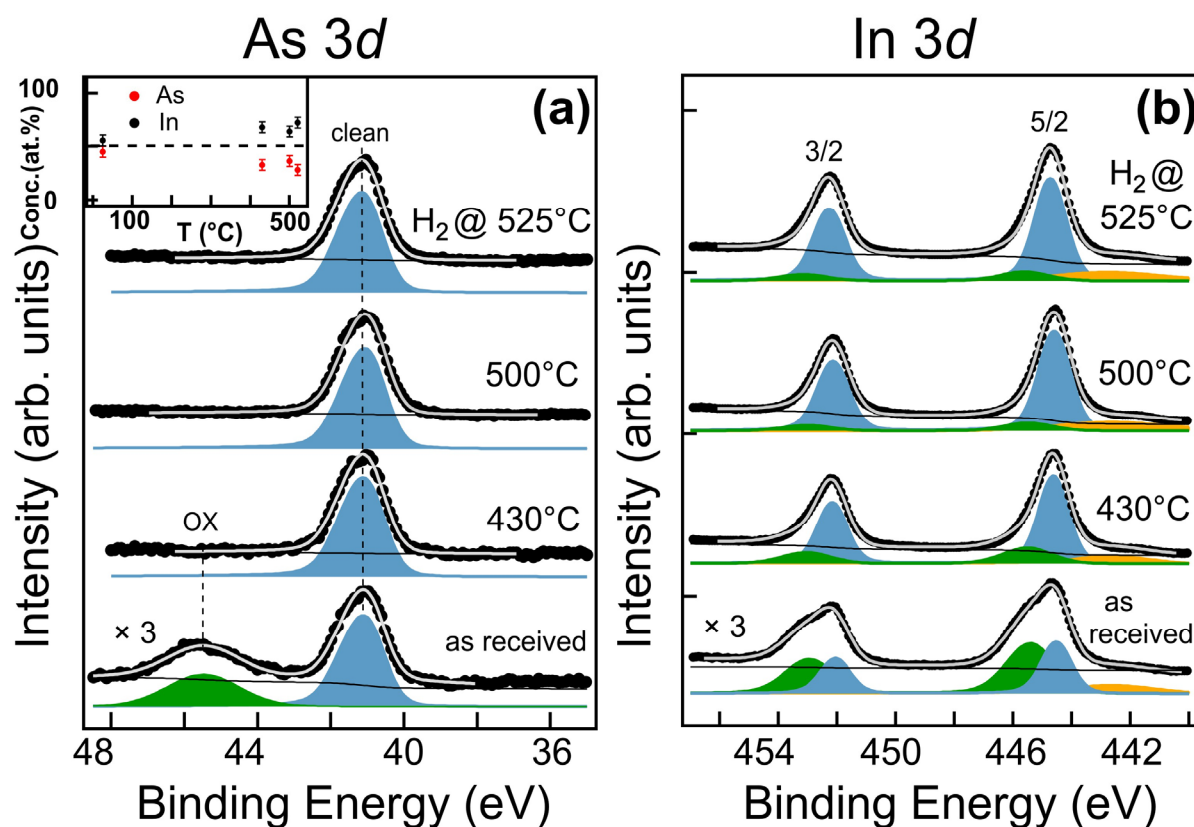 As 3d
In 3d
(a)
100
0
Conc.(at.%)
As
In
100
500
T (°C)
clean
H₂@ 525°C
500°C
430°C
OX
× 3
as received
48
44
40
36
Binding Energy (eV)
Intensity (arb. units)
(b)
3/2
5/2
H₂@
525°C
500°C
430°C
× 3
as
received
454
450
446
442
Binding Energy (eV)
Intensity (arb. units)